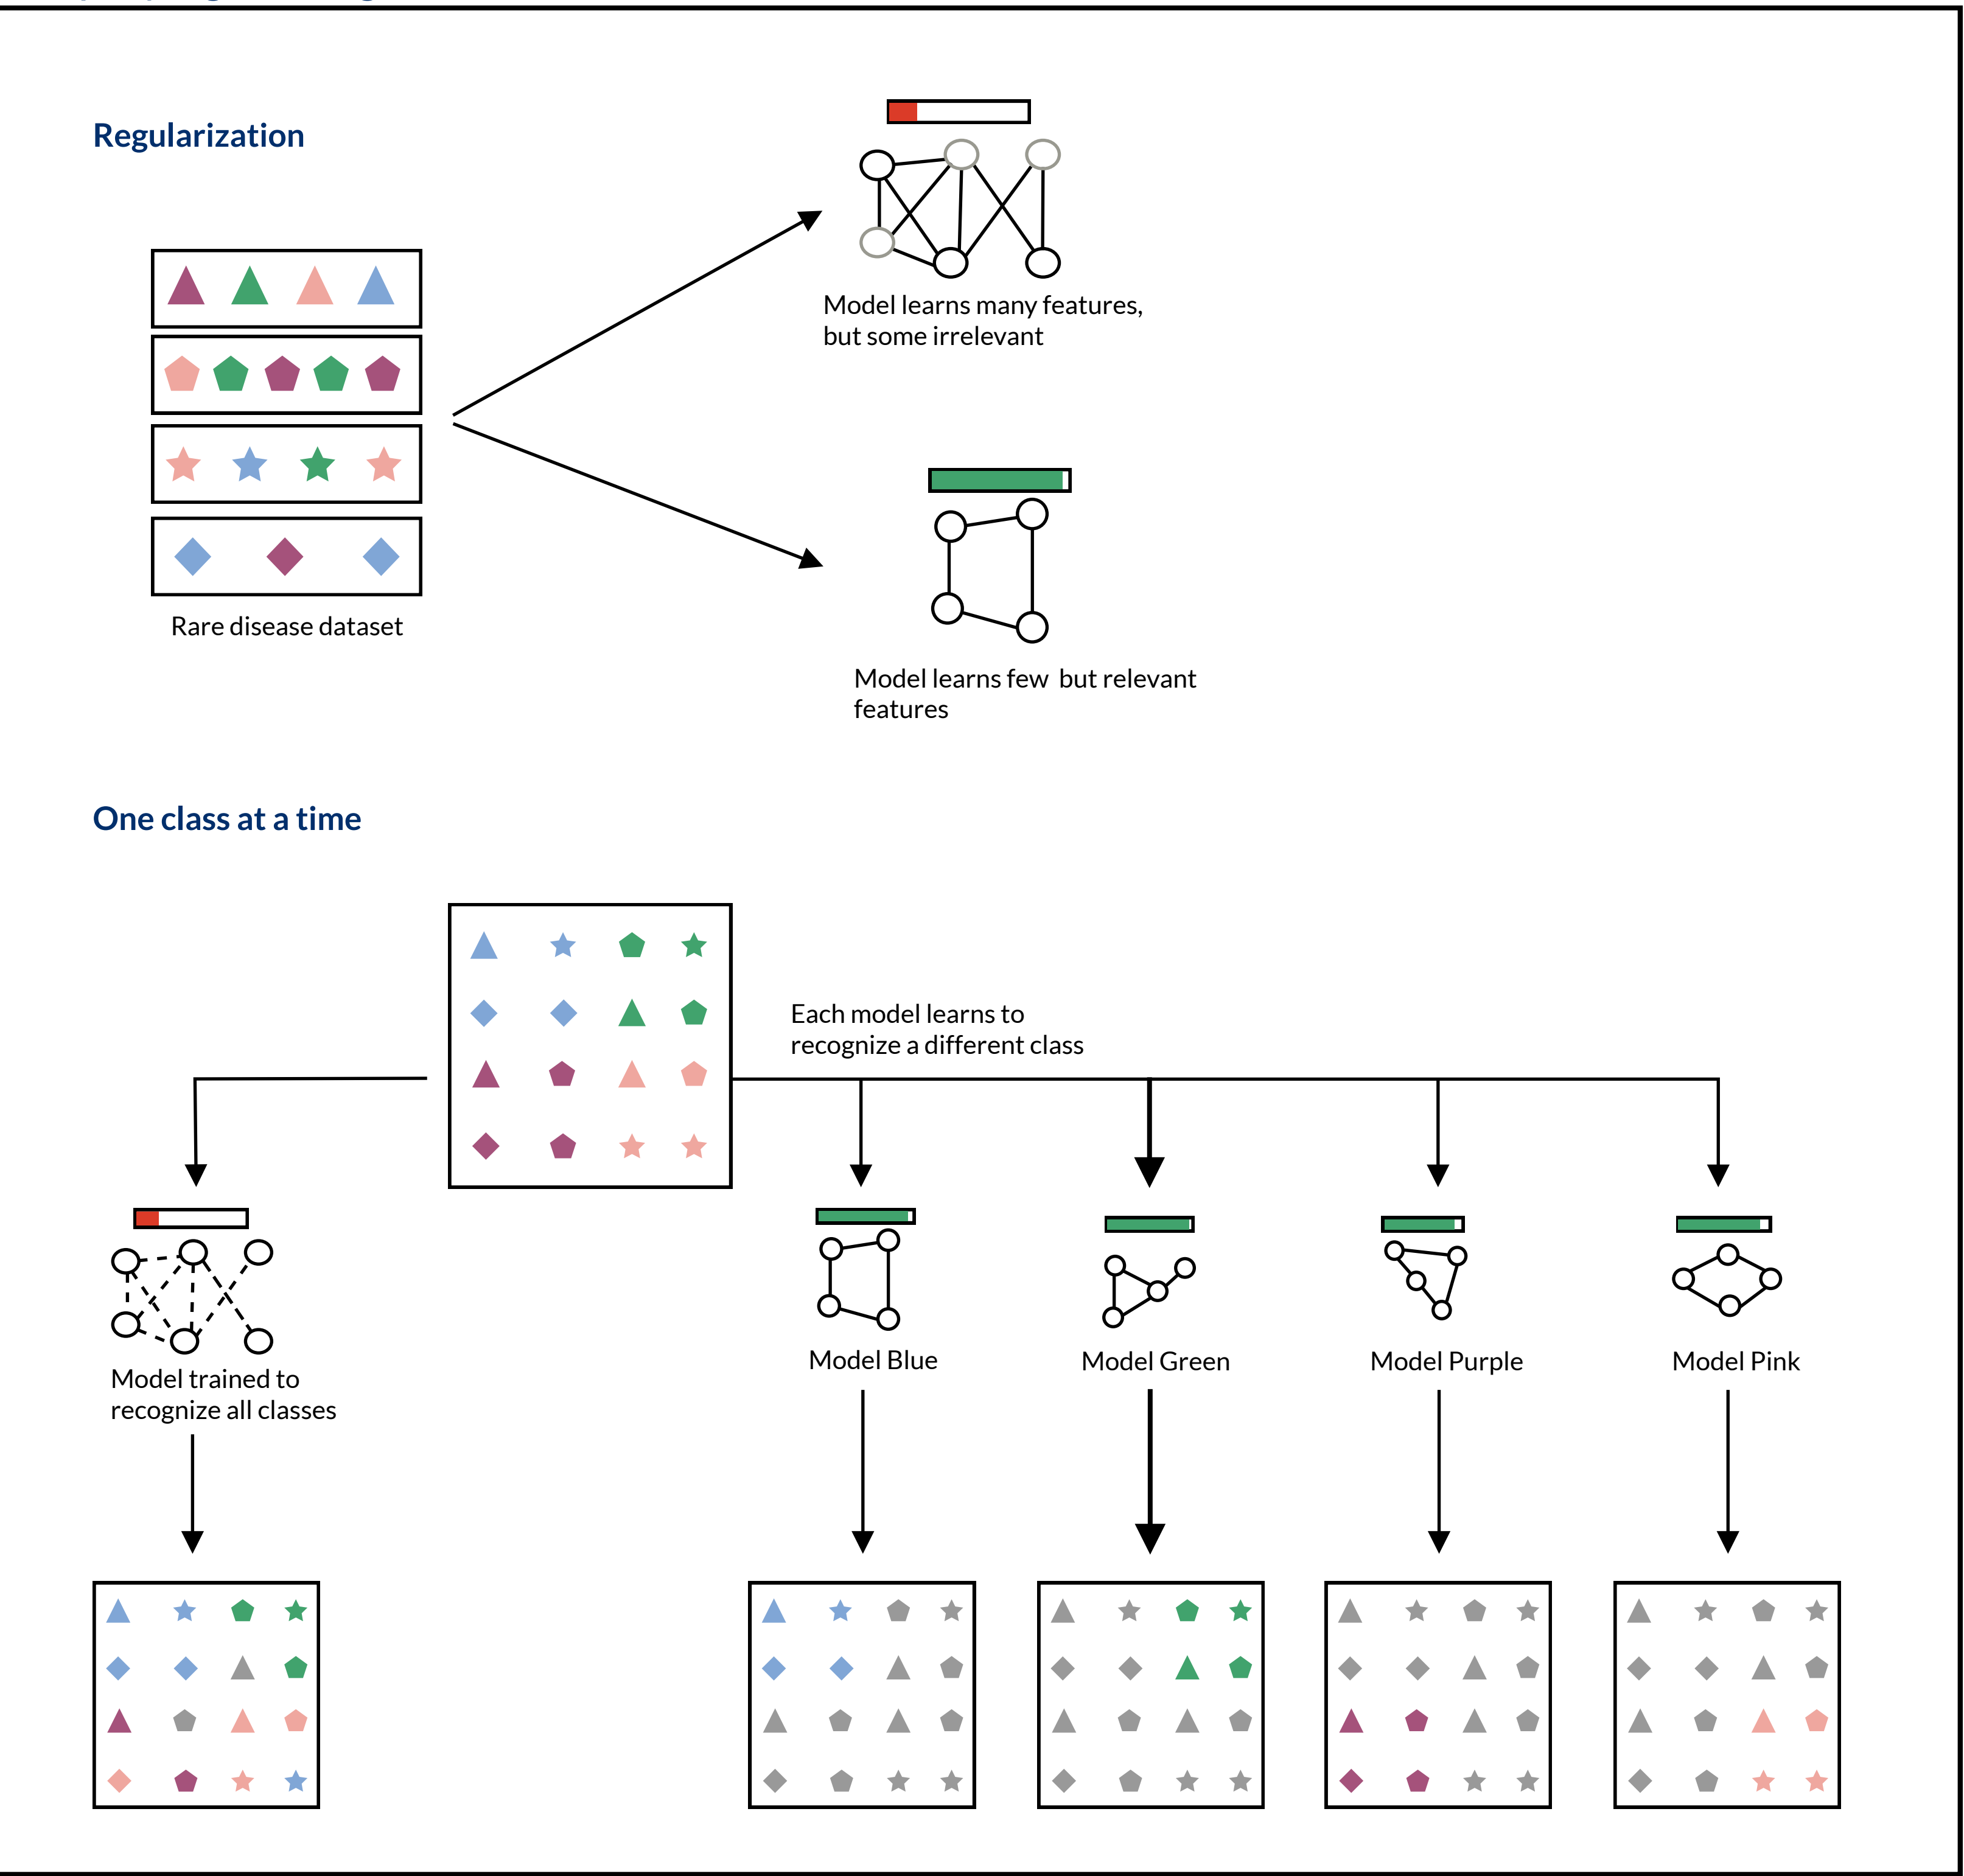 Regularization
Model learns many features,
but some irrelevant
Rare disease dataset
Model learns few but relevant
features
One class at a time
Each model learns to
recognize a different class
Model trained to
recognize all classes
Model Blue
Model Green
Model Purple
Model Pink